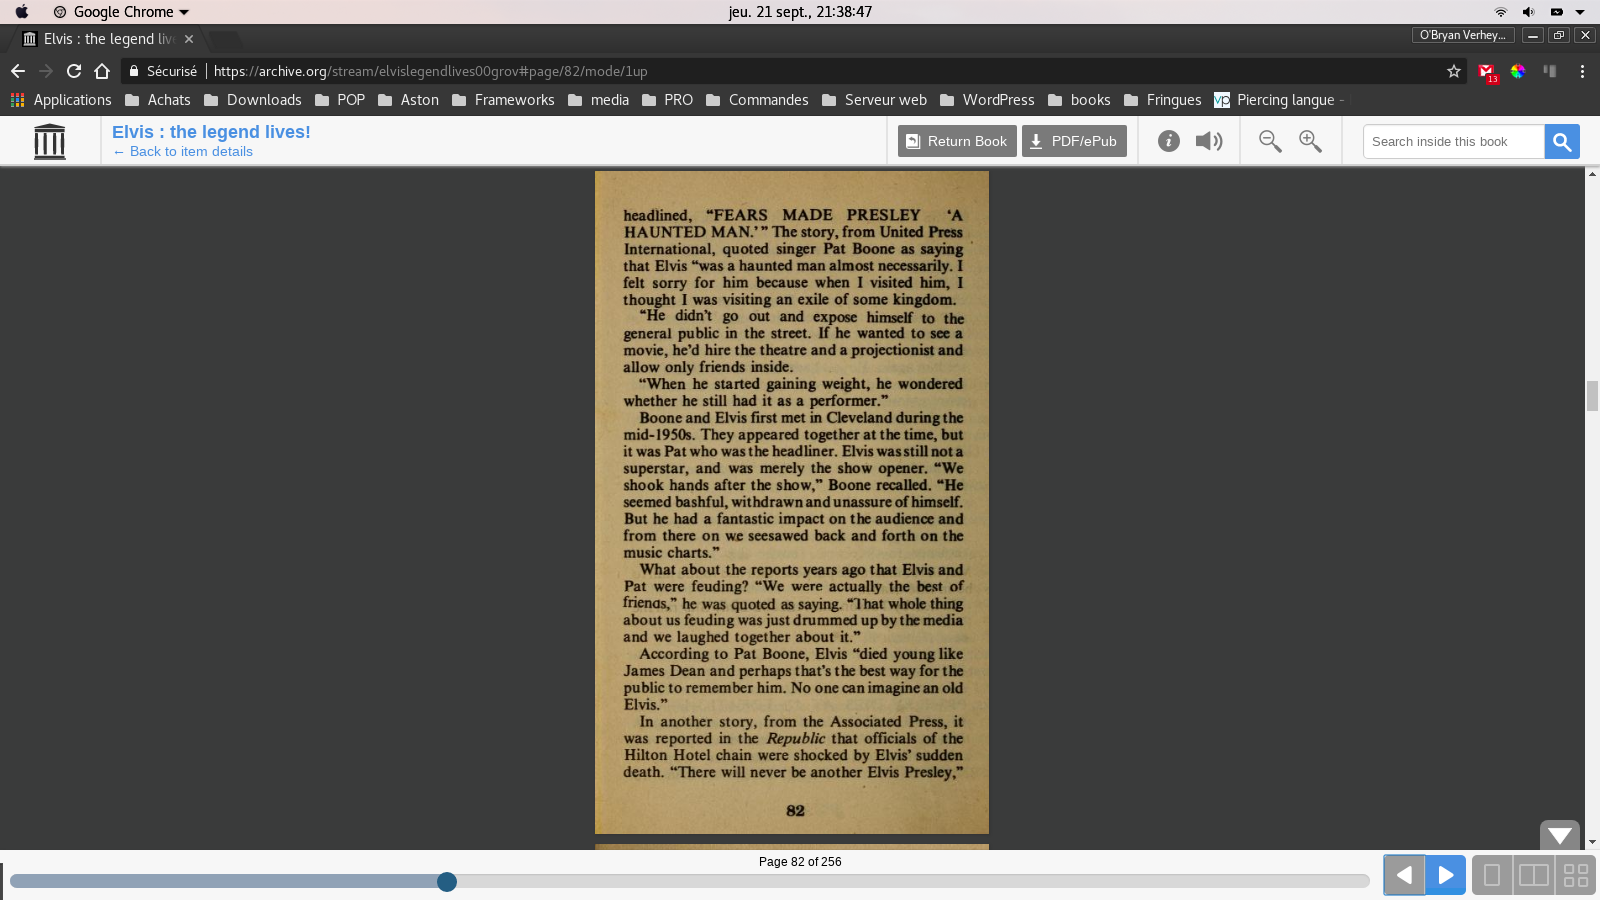 Google Chrome
jeu. 21 sept., 21:38:47
Elvis : the legend liv
O'Bryan Verhey...
Sécurisé
https://archive.org/stream/elvislegendlives00grov#page/82/mode/1up
13
Applications Achats Downloads POP Aston Frameworks media PRO Commandes Serveur web WordPress books Fringues vp Piercing langue -
Elvis : the legend lives!
← Back to item details
Return Book
PDF/ePub
Search inside this book
headlined, “FEARS MADE PRESLEY ‘A
HAUNTED MAN.’” The story, from United Press
International, quoted singer Pat Boone as saying
that Elvis “was a haunted man almost necessarily. I
felt sorry for him because when I visited him, I
thought I was visiting an exile of some kingdom.
“He didn’t go out and expose himself to the
general public in the street. If he wanted to see a
movie, he’d hire the theatre and a projectionist and
allow only friends inside.
“When he started gaining weight, he wondered
whether he still had it as a performer.”
Boone and Elvis first met in Cleveland during the
mid-1950s. They appeared together at the time, but
it was Pat who was the headliner. Elvis was still not a
superstar, and was merely the show opener. “We
shook hands after the show,” Boone recalled. “He
seemed bashful, withdrawn and unassure of himself.
But he had a fantastic impact on the audience and
from there on we seesawed back and forth on the
music charts.”
What about the reports years ago that Elvis and
Pat were feuding? “We were actually the best of
friends,” he was quoted as saying. “That whole thing
about us feuding was just drummed up by the media
and we laughed together about it.”
According to Pat Boone, Elvis “died young like
James Dean and perhaps that’s the best way for the
public to remember him. No one can imagine an old
Elvis.”
In another story, from the Associated Press, it
was reported in the Republic that officials of the
Hilton Hotel chain were shocked by Elvis’ sudden
death. “There will never be another Elvis Presley,”
82
Page 82 of 256